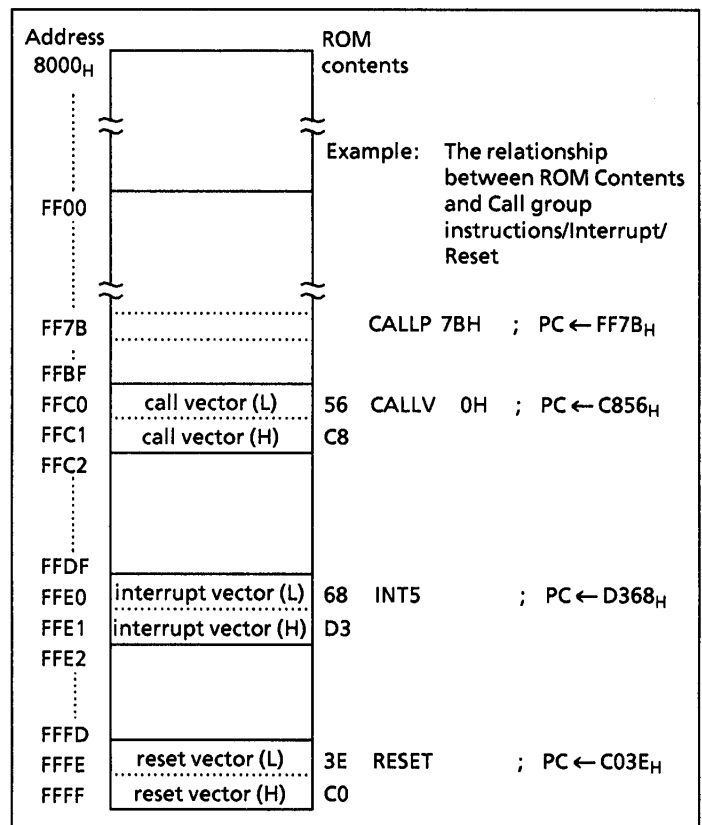 Address ROM
8000H contents
Example: The relationship
between ROM Contents
FF00 and Call group
instructions/Interrupt/
Reset
FF7B CALLP 7BH ; PC←FF7BH
FFBF
FFC0 call vector (L) 56 CALLV 0H ; PC←C856H
FFC1 call vector (H) C8
FFC2
FFDF
FFE0 interrupt vector (L) 68 INT5 ; PC←D368H
FFE1 interrupt vector (H) D3
FFE2
FFFD
FFFE reset vector (L) 3E RESET ; PC←C03EH
FFFF reset vector (H) C0